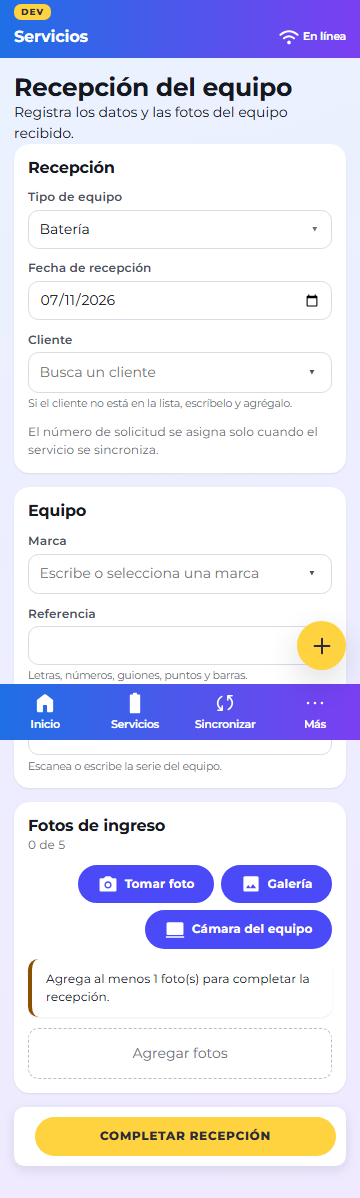 DEV
Servicios
En línea
Recepción del equipo
Registra los datos y las fotos del equipo
recibido.
Recepción
Tipo de equipo
Batería
Fecha de recepción
07/11/2026
Cliente
Busca un cliente
Si el cliente no está en la lista, escríbelo y agrégalo.
El número de solicitud se asigna solo cuando el
servicio se sincroniza.
Equipo
Marca
Escribe o selecciona una marca
Referencia
Letras, números, guiones, puntos y barras.
Inicio
Servicios
Sincronizar
Más
Escanea o escribe la serie del equipo.
Fotos de ingreso
0 de 5
Tomar foto
Galería
Cámara del equipo
Agrega al menos 1 foto(s) para completar la
recepción.
Agregar fotos
COMPLETAR RECEPCIÓN